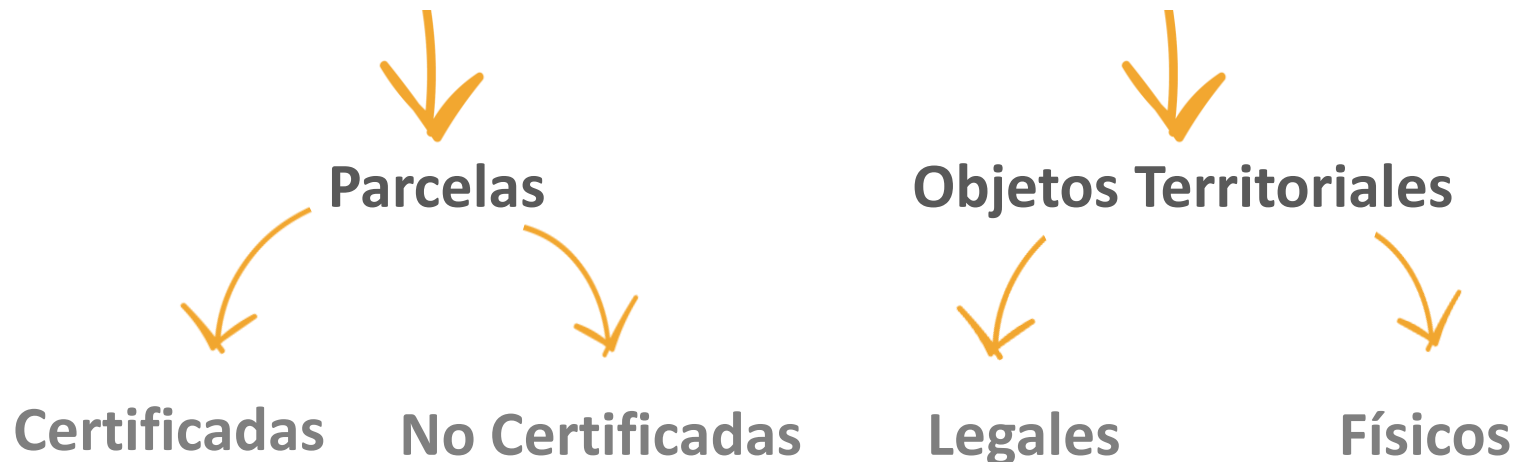 Parcelas Objetos Territoriales
Certificadas No Certificadas Legales Físicos